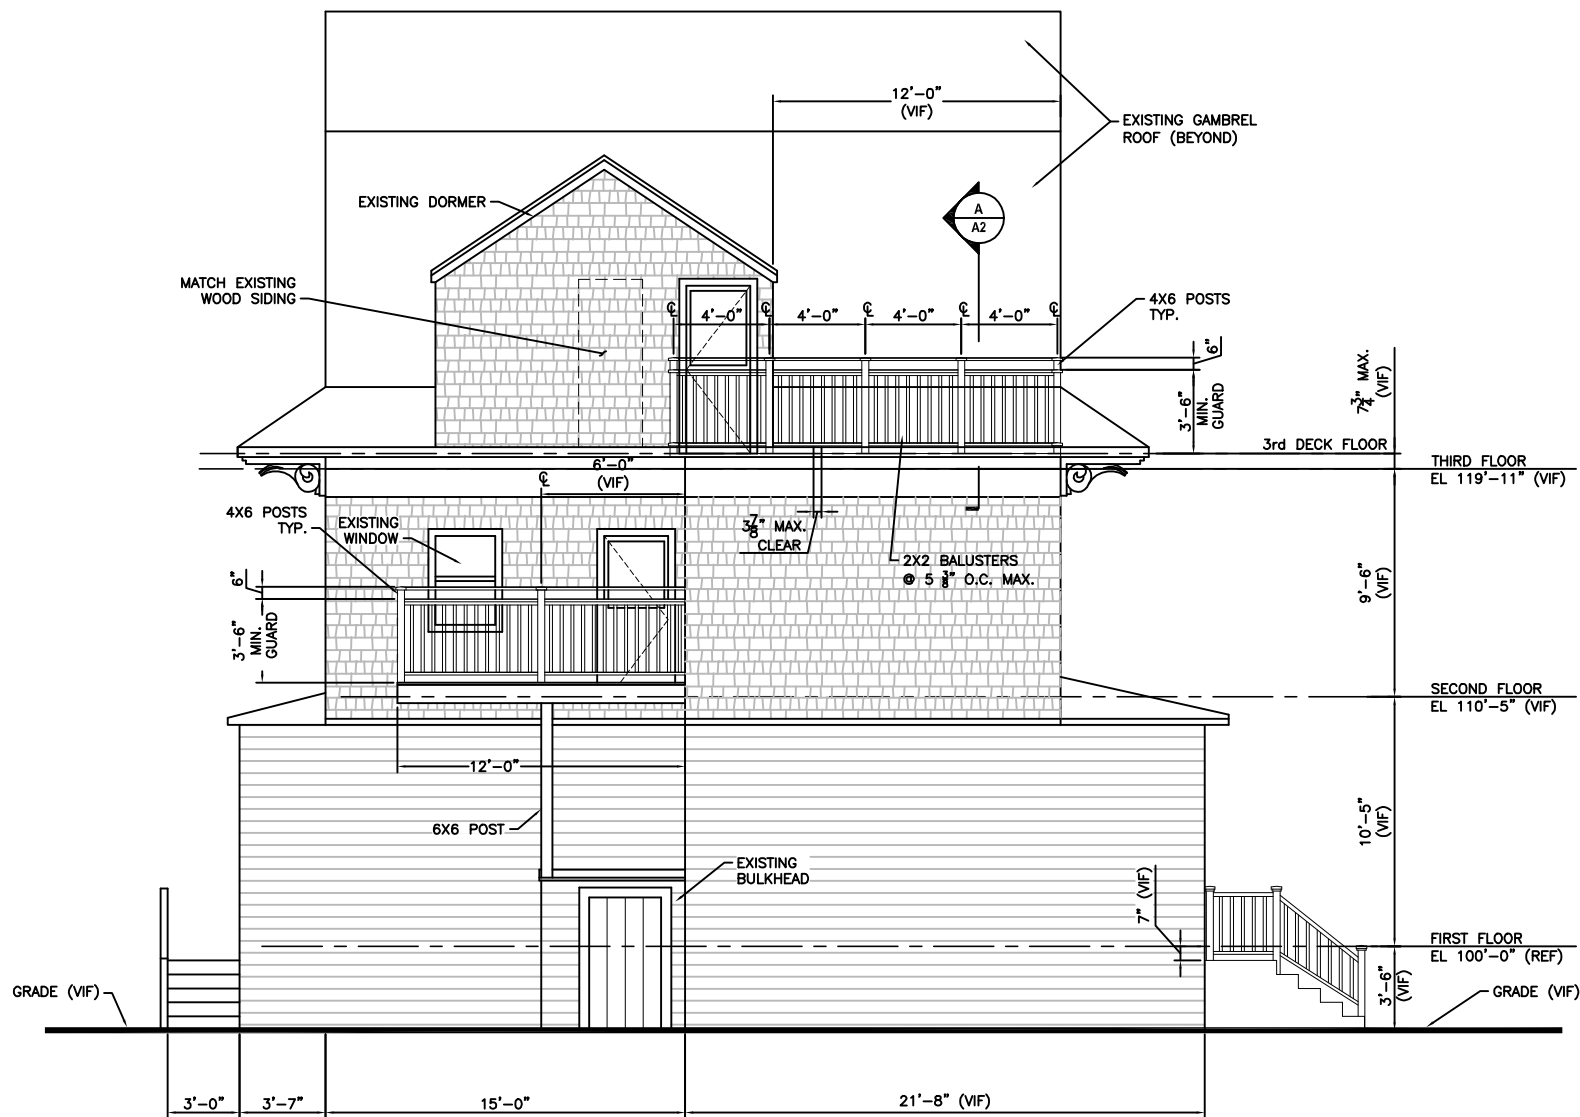 12'-0"
(VIF)
EXISTING GAMBREL
ROOF (BEYOND)
EXISTING DORMER
A
A2
MATCH EXISTING
WOOD SIDING
4X6 POSTS
TYP.
℄
℄
℄
℄
℄
4'-0"
4'-0"
4'-0"
4'-0"
6"
3'-6"
MIN.
GUARD
7 3/4" MAX.
(VIF)
3rd DECK FLOOR
THIRD FLOOR
EL 119'-11" (VIF)
6'-0"
(VIF)
℄
4X6 POSTS
TYP.
EXISTING
WINDOW
3 7/8" MAX.
CLEAR
2X2 BALUSTERS
@ 5 " O.C. MAX.
6"
3'-6"
MIN.
GUARD
9'-6"
(VIF)
SECOND FLOOR
EL 110'-5" (VIF)
12'-0"
6X6 POST
10'-5"
(VIF)
EXISTING
BULKHEAD
7" (VIF)
FIRST FLOOR
EL 100'-0" (REF)
3'-6"
(VIF)
GRADE (VIF)
GRADE (VIF)
3'-0"
3'-7"
15'-0"
21'-8" (VIF)